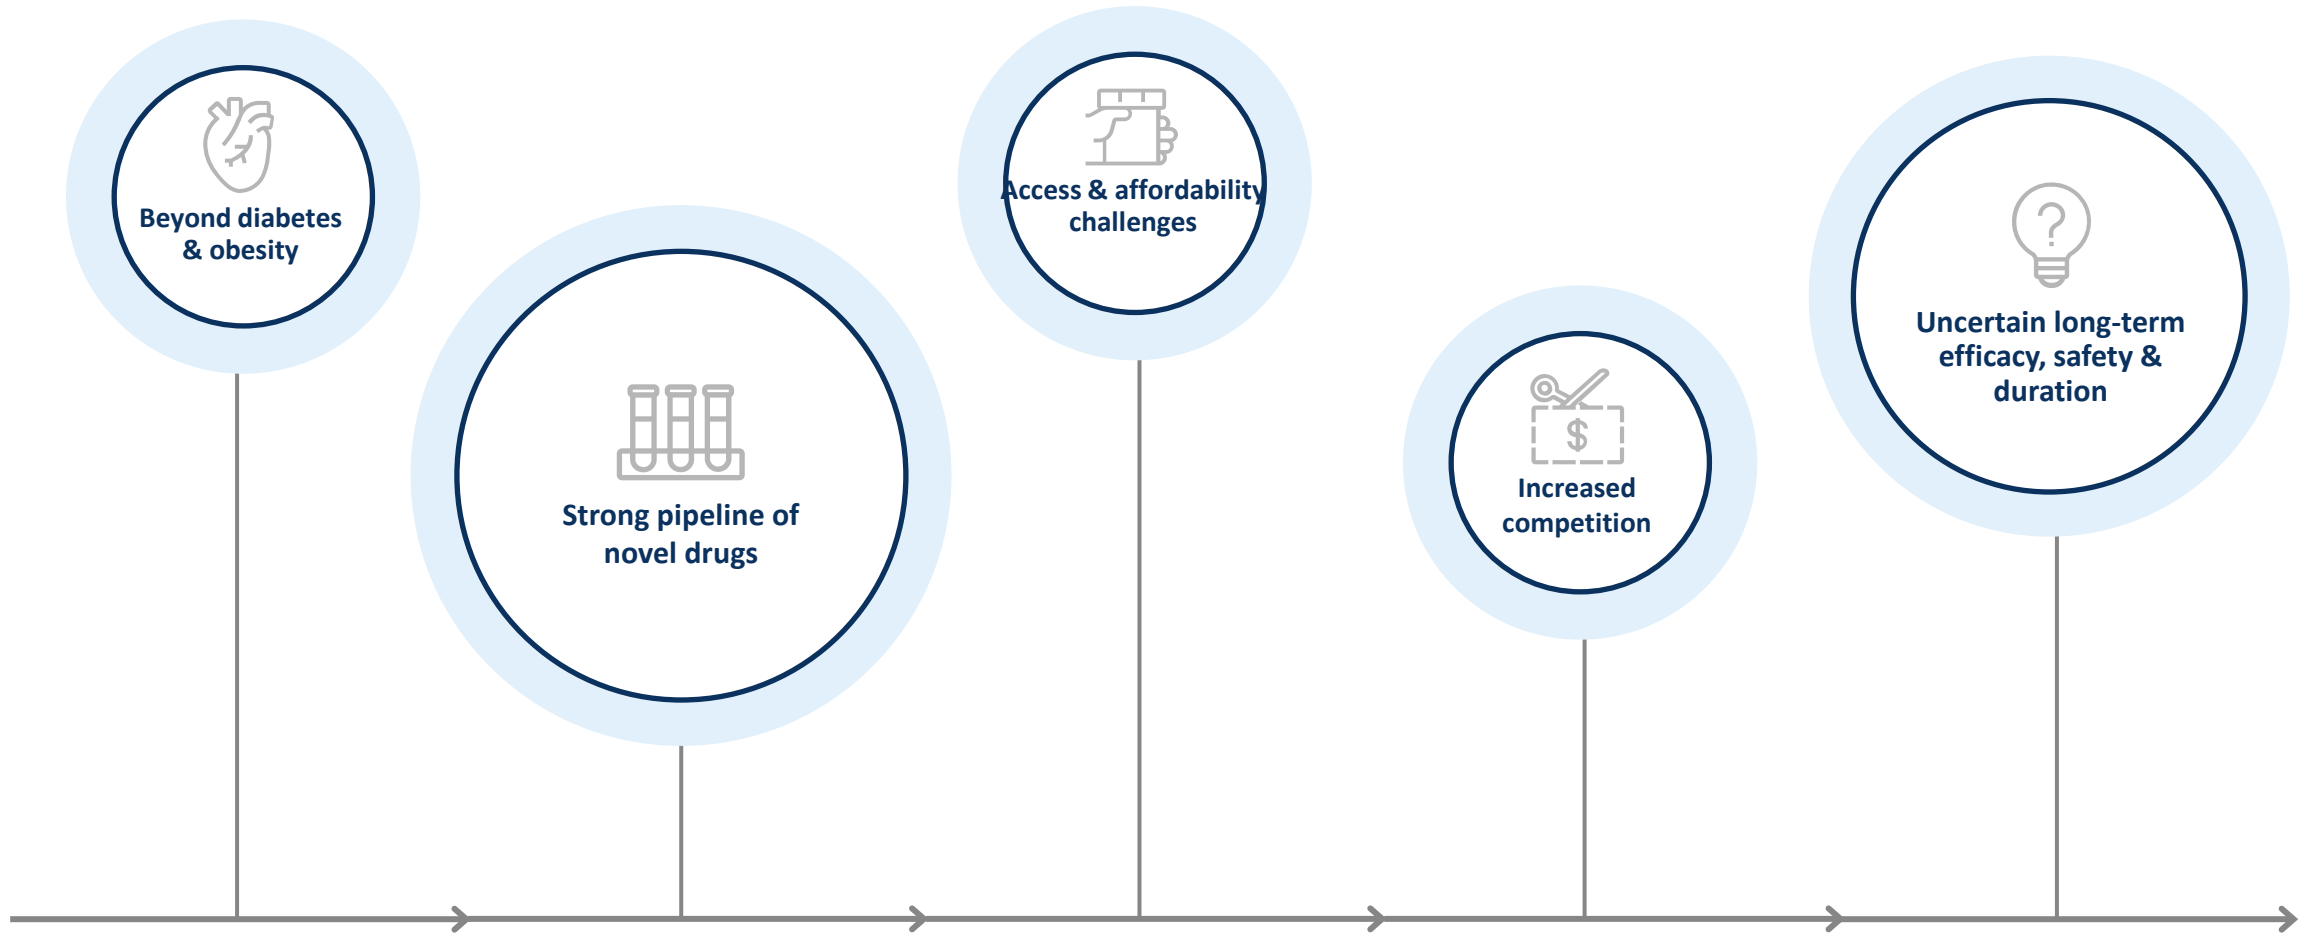 Beyond diabetes
& obesity
Strong pipeline of
novel drugs
Access & affordability
challenges
$
Increased
competition
?
Uncertain long-term
efficacy, safety &
duration